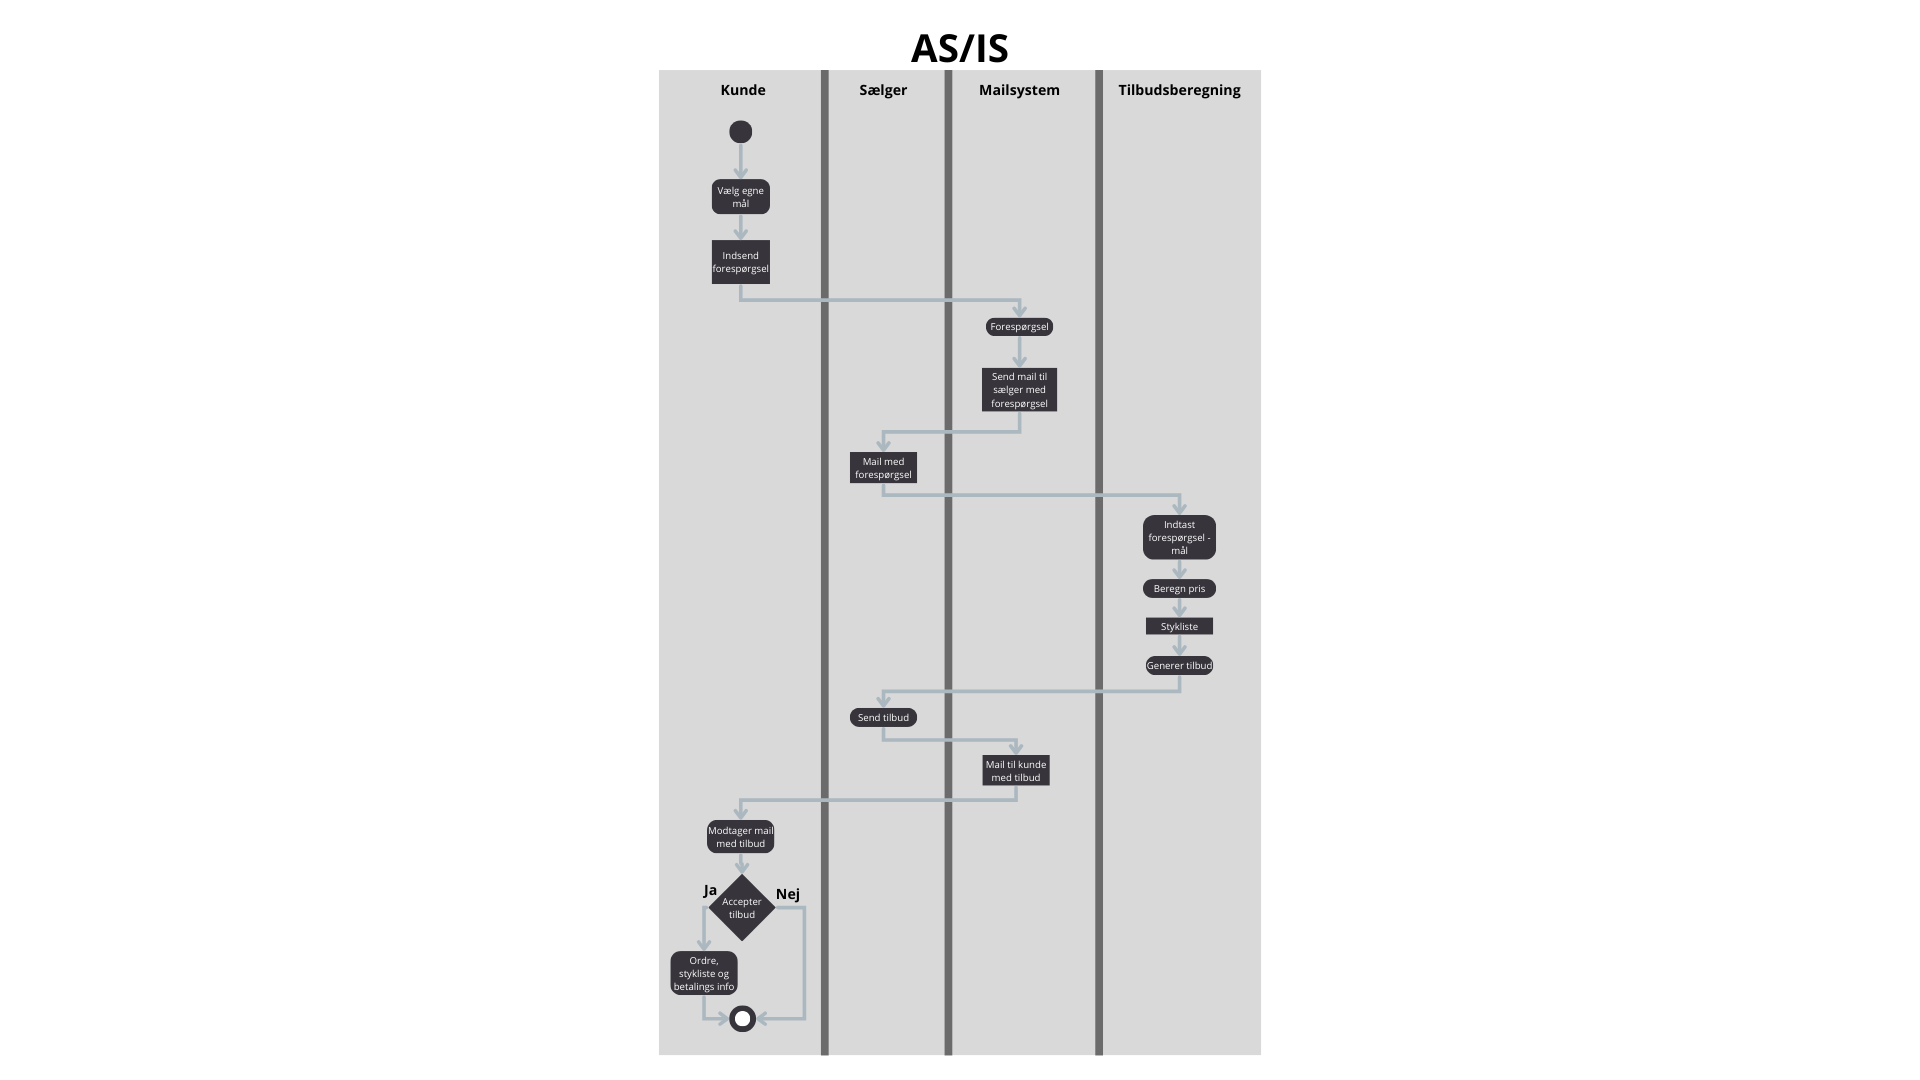 AS/IS
Kunde
Sælger
Mailsystem
Tilbudsberegning
Vælg egne
mål
Indsend
forespørgsel
Forespørgsel
Send mail til
sælger med
forespørgsel
Mail med
forespørgsel
Indtast
forespørgsel -
mål
Beregn pris
Stykliste
Generer tilbud
Send tilbud
Mail til kunde
med tilbud
Modtager mail
med tilbud
Ja
Nej
Accepter
tilbud
Ordre,
stykliste og
betalings info